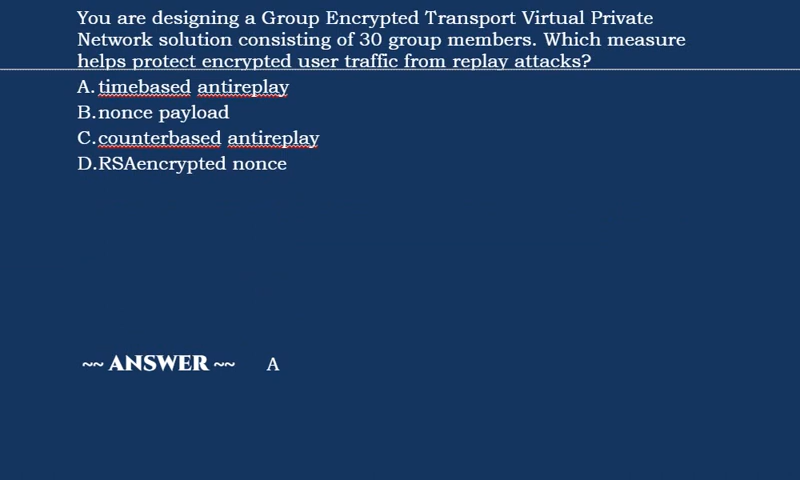 You are designing a Group Encrypted Transport Virtual Private
Network solution consisting of 30 group members. Which measure
helps protect encrypted user traffic from replay attacks?
A. timebased antireplay
B. nonce payload
C. counterbased antireplay
D. RSAencrypted nonce
~~ ANSWER ~~ A